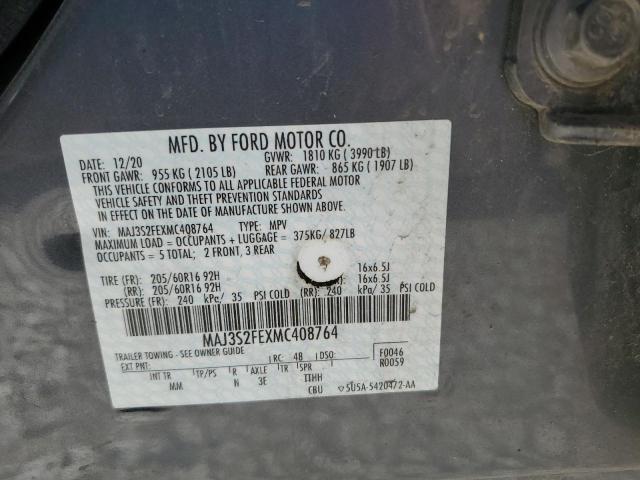 MFD. BY FORD MOTOR CO.
DATE: 12/20 GVWR: 1810 KG ( 3990 LB)
FRONT GAWR: 955 KG ( 2105 LB) REAR GAWR: 865 KG ( 1907 LB)
THIS VEHICLE CONFORMS TO ALL APPLICABLE FEDERAL MOTOR
VEHICLE SAFETY AND THEFT PREVENTION STANDARDS
IN EFFECT ON THE DATE OF MANUFACTURE SHOWN ABOVE.
VIN: MAJ3S2FEXMC408764 TYPE: MPV
MAXIMUM LOAD = OCCUPANTS + LUGGAGE = 375KG/ 827LB
OCCUPANTS = 5 TOTAL; 2 FRONT, 3 REAR
TIRE (FR): 205/60R16 92H 16x6.5J
(RR): 205/60R16 92H 16x6.5J
PRESSURE (FR): 240 kPa/ 35 PSI COLD (RR): 240 kPa/ 35 PSI COLD
MAJ3S2FEXMC408764
TRAILER TOWING - SEE OWNER GUIDE
EXT PNT: RC: 48 DSO: F0046
INT TR TP/PS R AXLE TR SPR R0059
MM N 3E TTHH
CBU 5U5A-5420472-AA